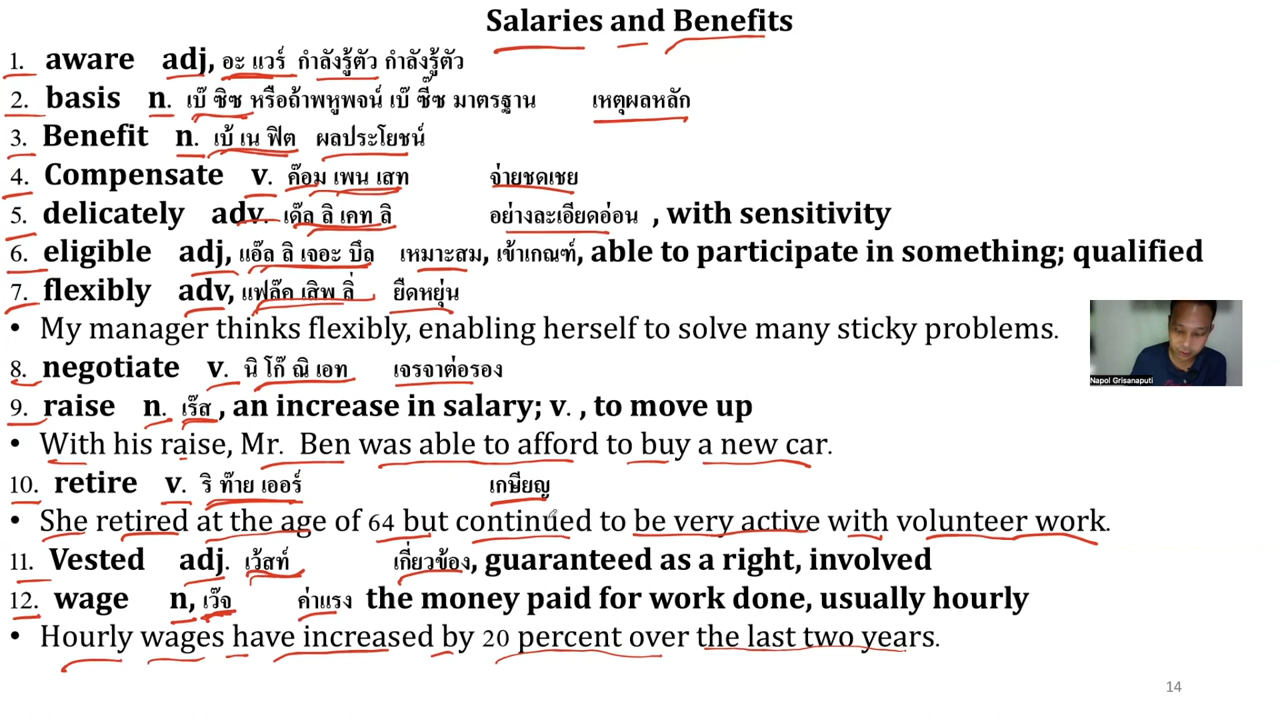 Salaries and Benefits
1. aware adj, อะ แวร์ กำลังรู้ตัว กำลังรู้ตัว
2. basis n. เบ๊ ซิซ หรือถ้าพหูพจน์ เบ๊ ซี๊ซ มาตรฐาน เหตุผลหลัก
3. Benefit n. เบ้ เน ฟิต ผลประโยชน์
4. Compensate v. ค๊อม เพน เสท จ่ายชดเชย
5. delicately adv. เด๊ล ลิ เคท ลิ อย่างละเอียดอ่อน , with sensitivity
6. eligible adj, แอ๊ล ลิ เจอะ บึล เหมาะสม, เข้าเกณฑ์, able to participate in something; qualified
7. flexibly adv, แฟล๊ค เสิพ ลิ่ ยืดหยุ่น
• My manager thinks flexibly, enabling herself to solve many sticky problems.
8. negotiate v. นิ โก๊ ณิ เอท เจรจาต่อรอง
9. raise n. เร๊ส , an increase in salary; v. , to move up
• With his raise, Mr. Ben was able to afford to buy a new car.
10. retire v. ริ ท๊าย เออร์ เกษียญ
• She retired at the age of 64 but continued to be very active with volunteer work.
11. Vested adj. เว้สท์ เกี่ยวข้อง, guaranteed as a right, involved
12. wage n, เว๊จ ค่าแรง the money paid for work done, usually hourly
• Hourly wages have increased by 20 percent over the last two years.
Napol Grisanaputi
14